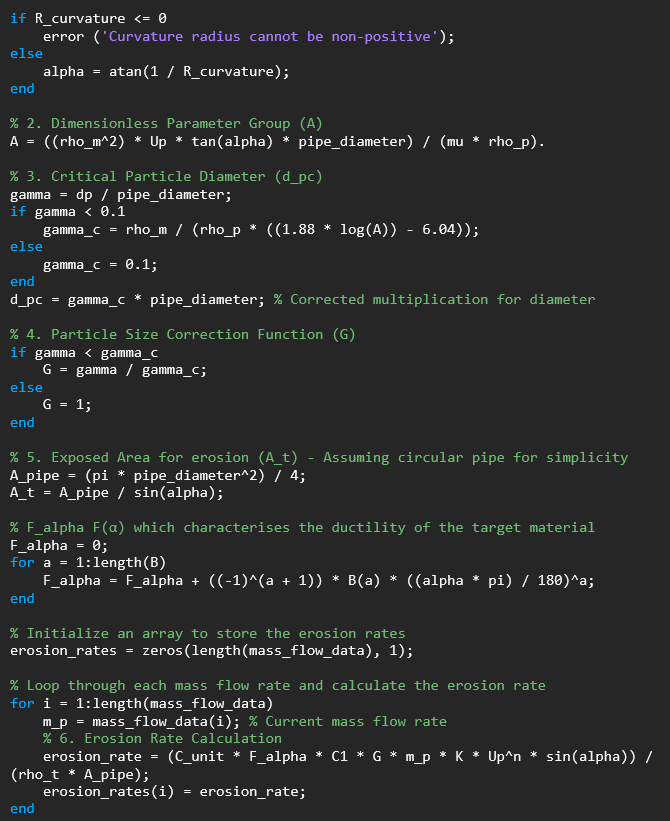 if R_curvature <= 0
    error ('Curvature radius cannot be non-positive');
else
    alpha = atan(1 / R_curvature);
end

% 2. Dimensionless Parameter Group (A)
A = ((rho_m^2) * Up * tan(alpha) * pipe_diameter) / (mu * rho_p).

% 3. Critical Particle Diameter (d_pc)
gamma = dp / pipe_diameter;
if gamma < 0.1
    gamma_c = rho_m / (rho_p * ((1.88 * log(A)) - 6.04));
else
    gamma_c = 0.1;
end
d_pc = gamma_c * pipe_diameter; % Corrected multiplication for diameter

% 4. Particle Size Correction Function (G)
if gamma < gamma_c
    G = gamma / gamma_c;
else
    G = 1;
end

% 5. Exposed Area for erosion (A_t) - Assuming circular pipe for simplicity
A_pipe = (pi * pipe_diameter^2) / 4;
A_t = A_pipe / sin(alpha);

% F_alpha F(α) which characterises the ductility of the target material
F_alpha = 0;
for a = 1:length(B)
    F_alpha = F_alpha + ((-1)^(a + 1)) * B(a) * ((alpha * pi) / 180)^a;
end

% Initialize an array to store the erosion rates
erosion_rates = zeros(length(mass_flow_data), 1);

% Loop through each mass flow rate and calculate the erosion rate
for i = 1:length(mass_flow_data)
    m_p = mass_flow_data(i); % Current mass flow rate
    % 6. Erosion Rate Calculation
    erosion_rate = (C_unit * F_alpha * C1 * G * m_p * K * Up^n * sin(alpha)) /
(rho_t * A_pipe);
    erosion_rates(i) = erosion_rate;
end